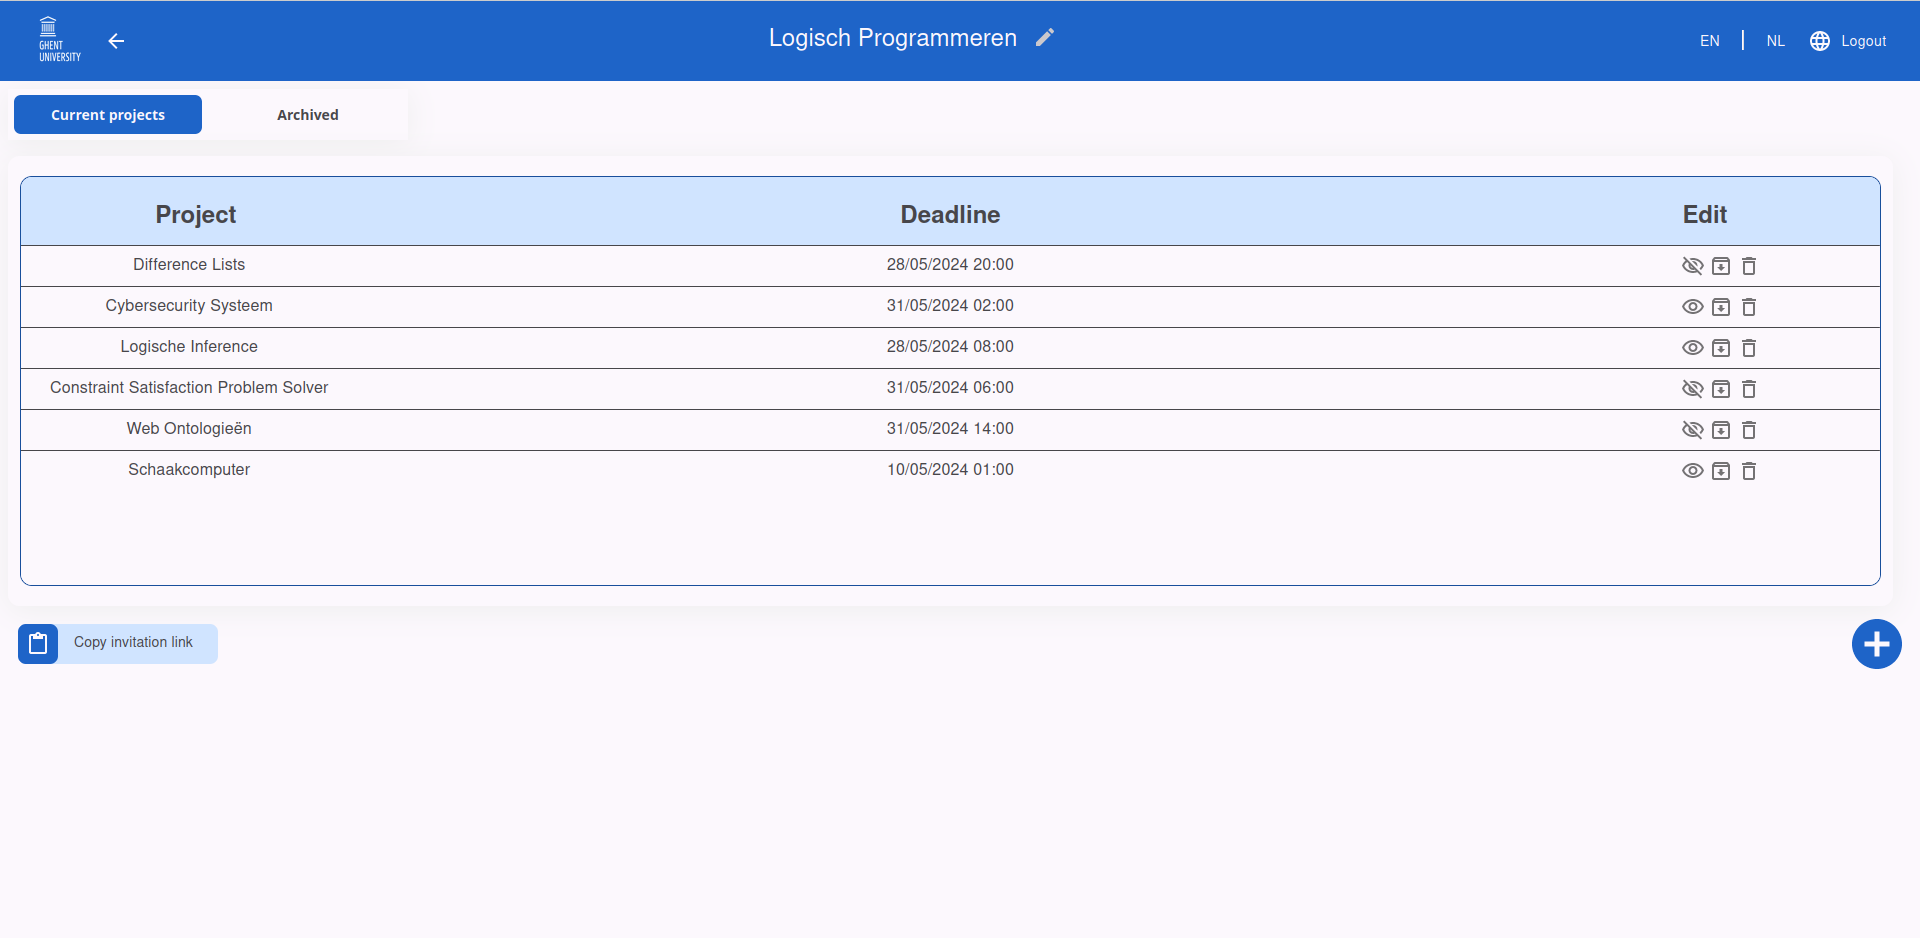 GHENT
UNIVERSITY
Logisch Programmeren
EN | NL Logout
Current projects Archived
Project Deadline Edit
Difference Lists 28/05/2024 20:00
Cybersecurity Systeem 31/05/2024 02:00
Logische Inference 28/05/2024 08:00
Constraint Satisfaction Problem Solver 31/05/2024 06:00
Web Ontologieën 31/05/2024 14:00
Schaakcomputer 10/05/2024 01:00
Copy invitation link